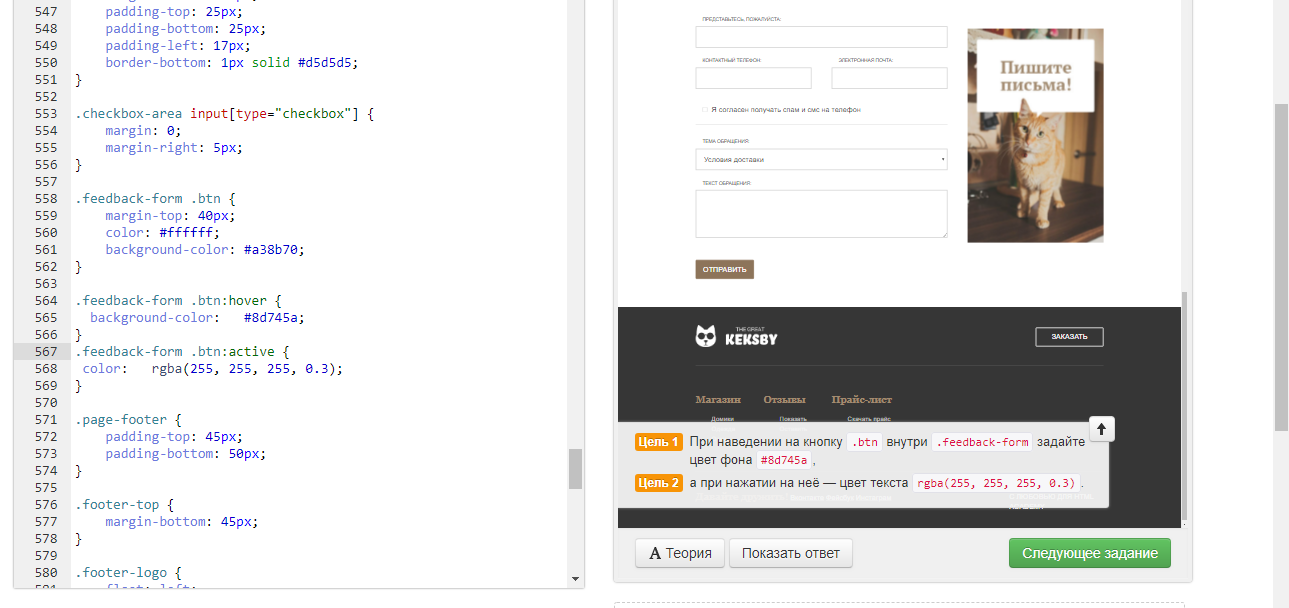 547 padding-top: 25px;
548 padding-bottom: 25px;
549 padding-left: 17px;
550 border-bottom: 1px solid #d5d5d5;
551 }
552
553 .checkbox-area input[type="checkbox"] {
554 margin: 0;
555 margin-right: 5px;
556 }
557
558 .feedback-form .btn {
559 margin-top: 40px;
560 color: #ffffff;
561 background-color: #a38b70;
562 }
563
564 .feedback-form .btn:hover {
565 background-color: #8d745a;
566 }
567 .feedback-form .btn:active {
568 color: rgba(255, 255, 255, 0.3);
569 }
570
571 .page-footer {
572 padding-top: 45px;
573 padding-bottom: 50px;
574 }
575
576 .footer-top {
577 margin-bottom: 45px;
578 }
579
580 .footer-logo {
ПРЕДСТАВЬТЕСЬ, ПОЖАЛУЙСТА:
КОНТАКТНЫЙ ТЕЛЕФОН: ЭЛЕКТРОННАЯ ПОЧТА:
Я согласен получать спам и смс на телефон
ТЕМА ОБРАЩЕНИЯ:
Условия доставки
ТЕКСТ ОБРАЩЕНИЯ:
ОТПРАВИТЬ
Пишите
письма!
THE GREAT
KEKSBY
ЗАКАЗАТЬ
Магазин Отзывы Прайс-лист
Домики Показать Скачать прайс
Цель 1 При наведении на кнопку .btn внутри .feedback-form задайте
цвет фона #8d745a ,
Цель 2 а при нажатии на неё — цвет текста rgba(255, 255, 255, 0.3) .
A Теория Показать ответ Следующее задание